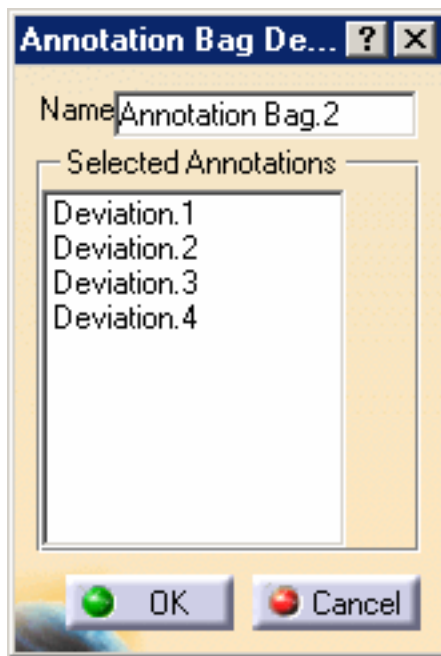 Annotation Bag De... ?
Name Annotation Bag.2
Selected Annotations
Deviation.1
Deviation.2
Deviation.3
Deviation.4
OK Cancel